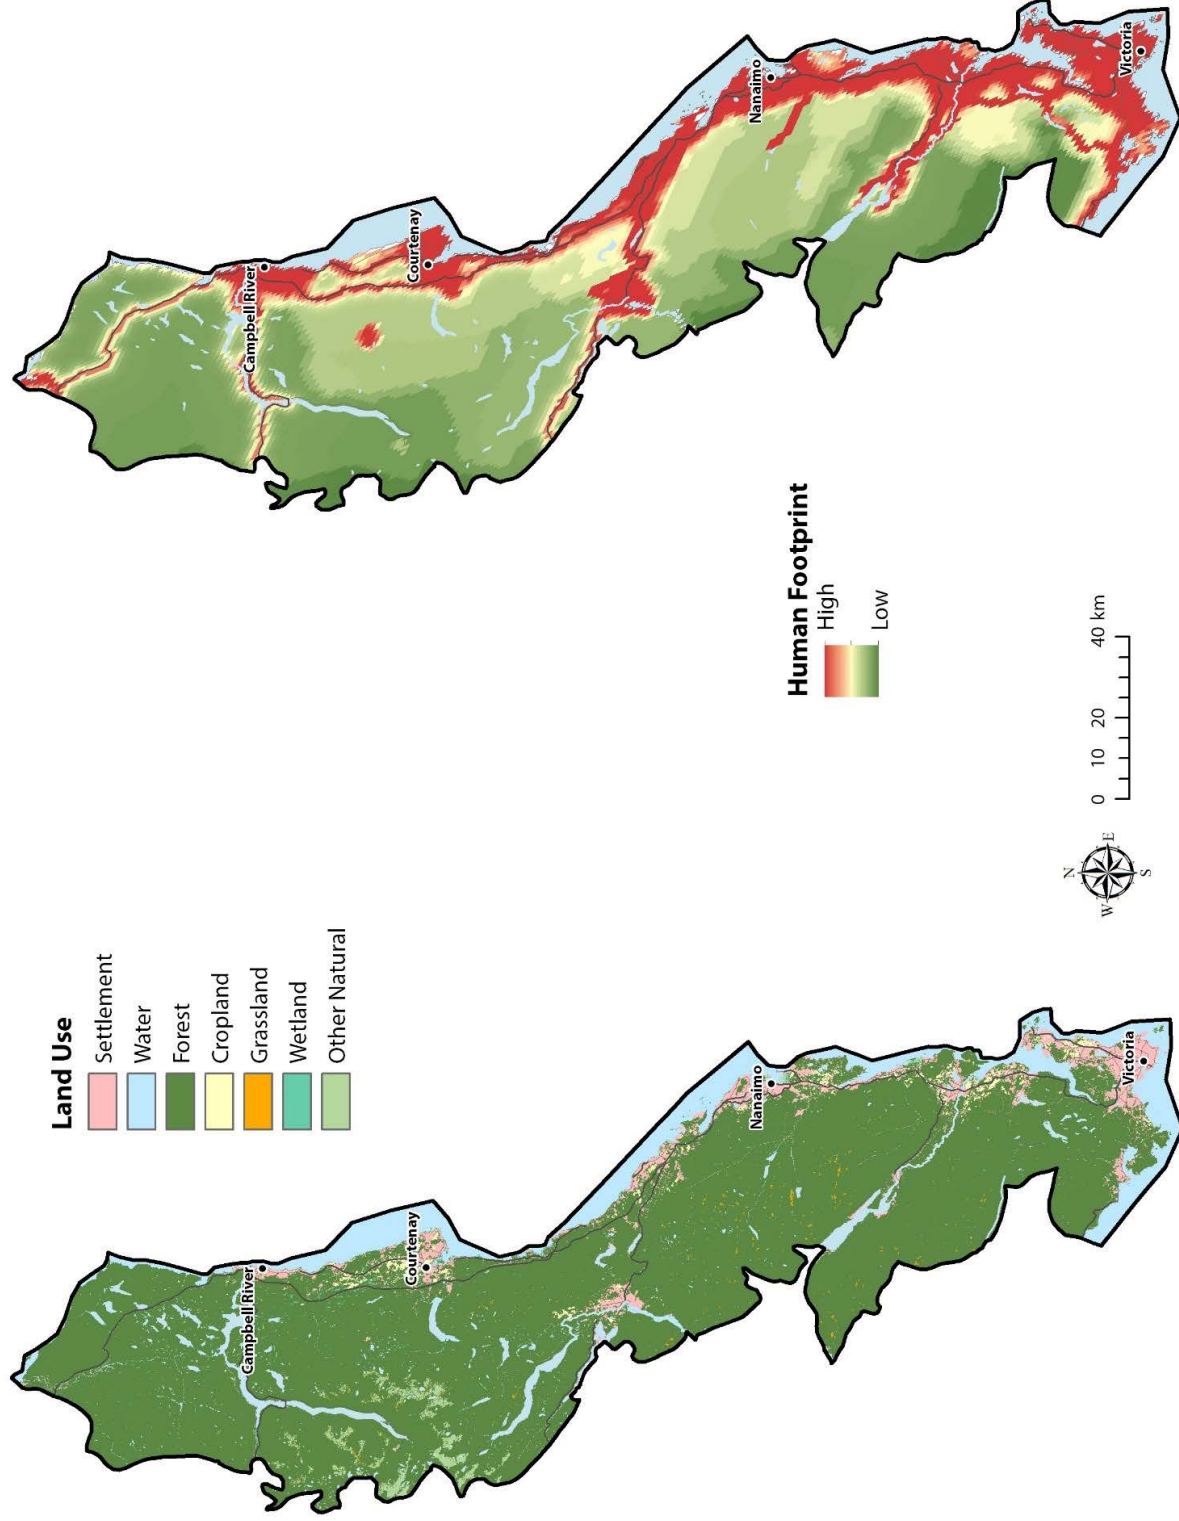 Land Use
Settlement
Water
Forest
Cropland
Grassland
Wetland
Other Natural
Campbell River
Courtenay
Nanaimo
Victoria
N
W
E
S
0 10 20 40 km
Human Footprint
High
Low
Campbell River
Courtenay
Nanaimo
Victoria